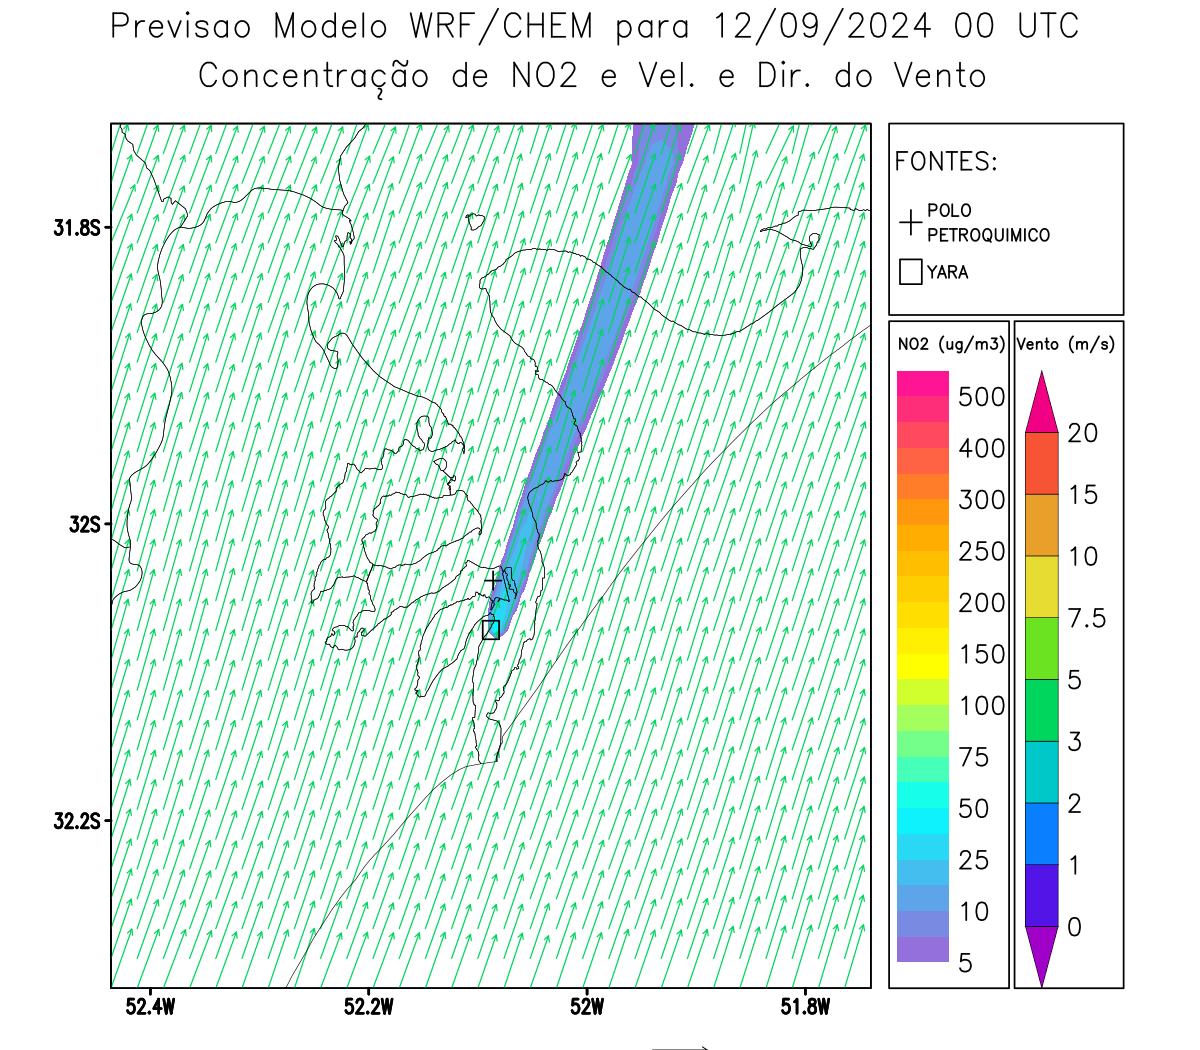 Previsao Modelo WRF/CHEM para 12/09/2024 00 UTC
Concentração de NO2 e Vel. e Dir. do Vento
FONTES:
POLO
PETROQUIMICO
YARA
31.8S
32S
32.2S
52.4W
52.2W
52W
51.8W
NO2 (ug/m3)
500
400
300
250
200
150
100
75
50
25
10
5
Vento (m/s)
20
15
10
7.5
5
3
2
1
0